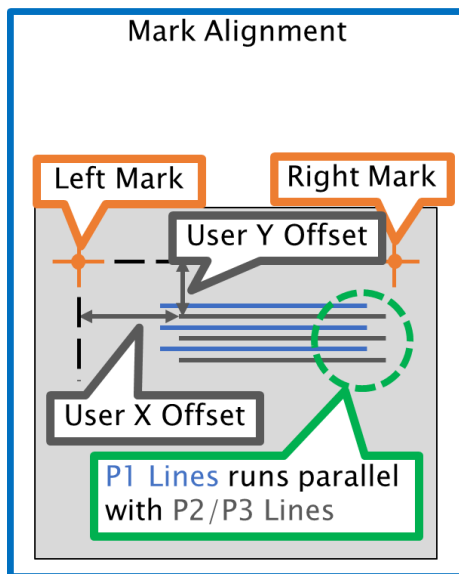 Mark Alignment
Left Mark
Right Mark
User Y Offset
User X Offset
P1 Lines runs parallel
with P2/P3 Lines